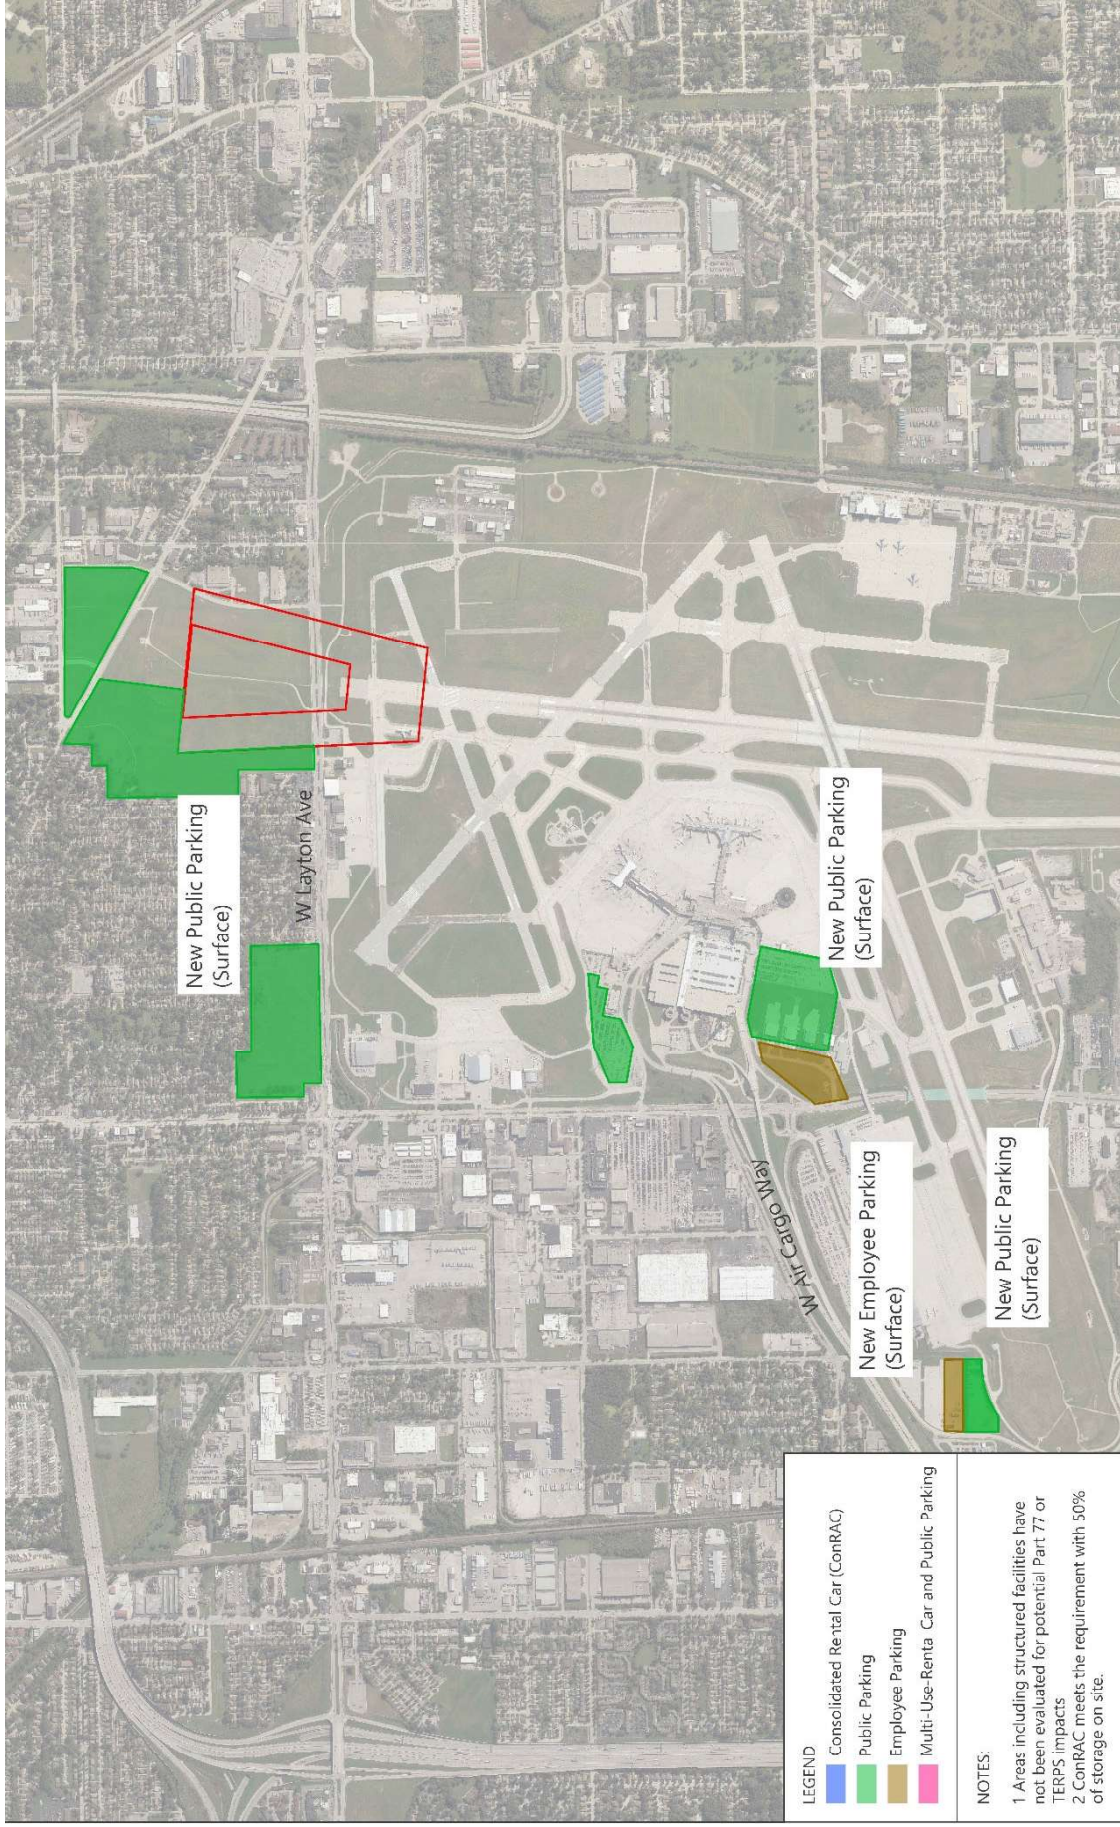 New Public Parking
(Surface)
W Layton Ave
New Public Parking
(Surface)
W Air Cargo Way
New Employee Parking
(Surface)
New Public Parking
(Surface)
LEGEND
Consolidated Rental Car (ConRAC)
Public Parking
Employee Parking
Multi-Use-Renta Car and Public Parking
NOTES:
1 Areas including structured facilities have
not been evaluated for potential Part 77 or
TERPS impacts
2 ConRAC meets the requirement with 50%
of storage on site.